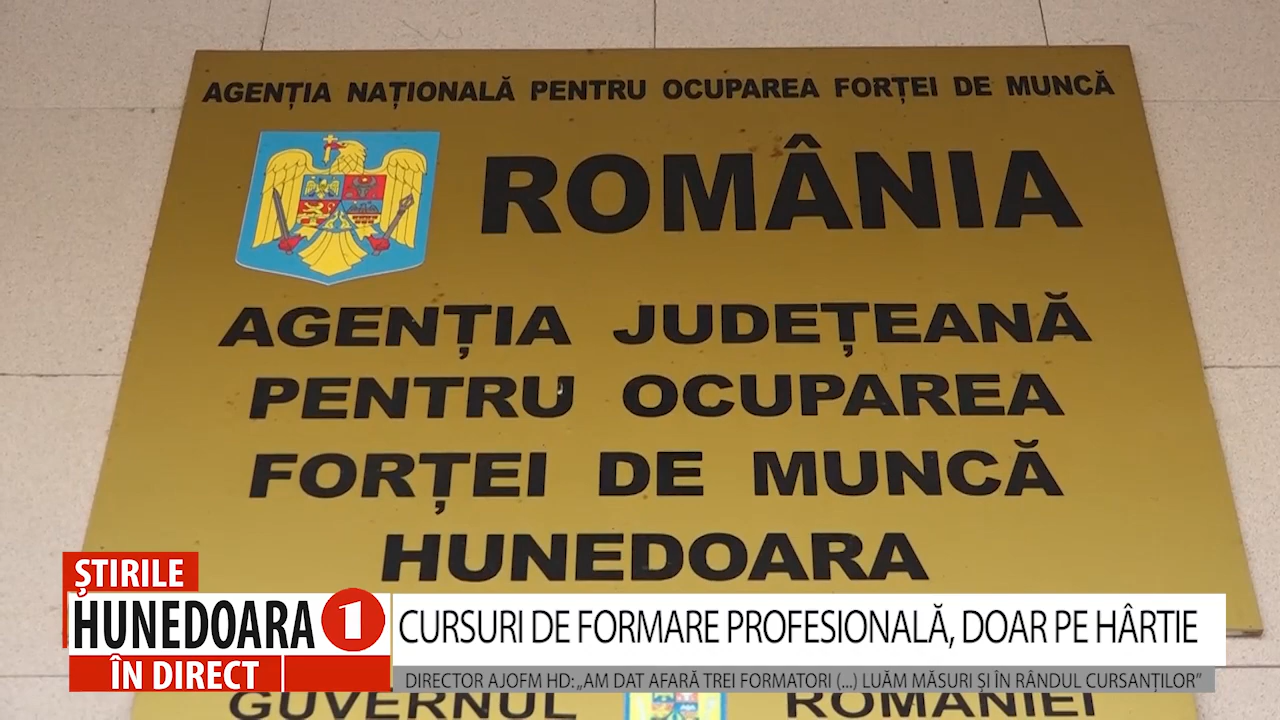 AGENȚIA NAȚIONALĂ PENTRU OCUPAREA FORȚEI DE MUNCĂ
ROMÂNIA
AGENȚIA JUDEȚEANĂ
PENTRU OCUPAREA
FORȚEI DE MUNCĂ
HUNEDOARA
GUVERNUL ROMÂNIEI
ȘTIRILE
HUNEDOARA 1
ÎN DIRECT
CURSURI DE FORMARE PROFESIONALĂ, DOAR PE HÂRTIE
DIRECTOR AJOFM HD: „AM DAT AFARĂ TREI FORMATORI (...) LUĂM MĂSURI ȘI ÎN RÂNDUL CURSANȚILOR”